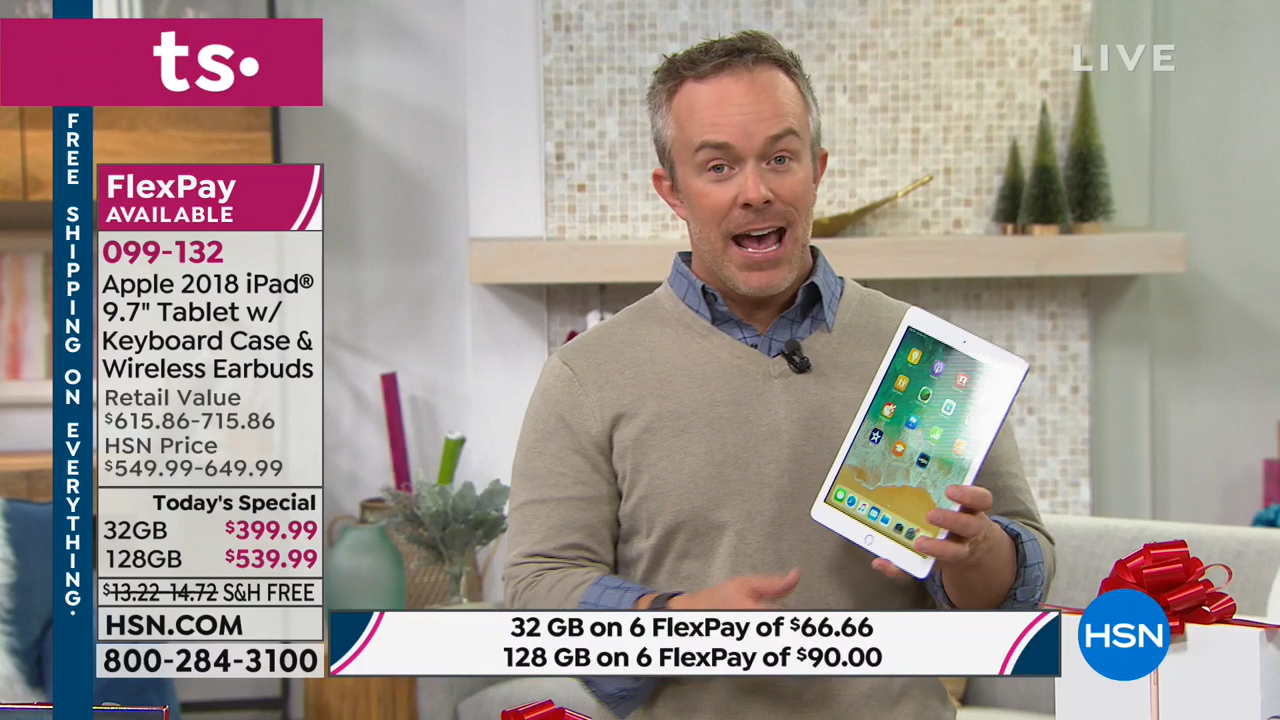 ts.
LIVE
FREE SHIPPING ON EVERYTHING.
FlexPay
AVAILABLE
099-132
Apple 2018 iPad®
9.7" Tablet w/
Keyboard Case &
Wireless Earbuds
Retail Value
$615.86-715.86
HSN Price
$549.99-649.99
Today's Special
32GB $399.99
128GB $539.99
$13.22-14.72 S&H FREE
HSN.COM
800-284-3100
32 GB on 6 FlexPay of $66.66
128 GB on 6 FlexPay of $90.00
HSN